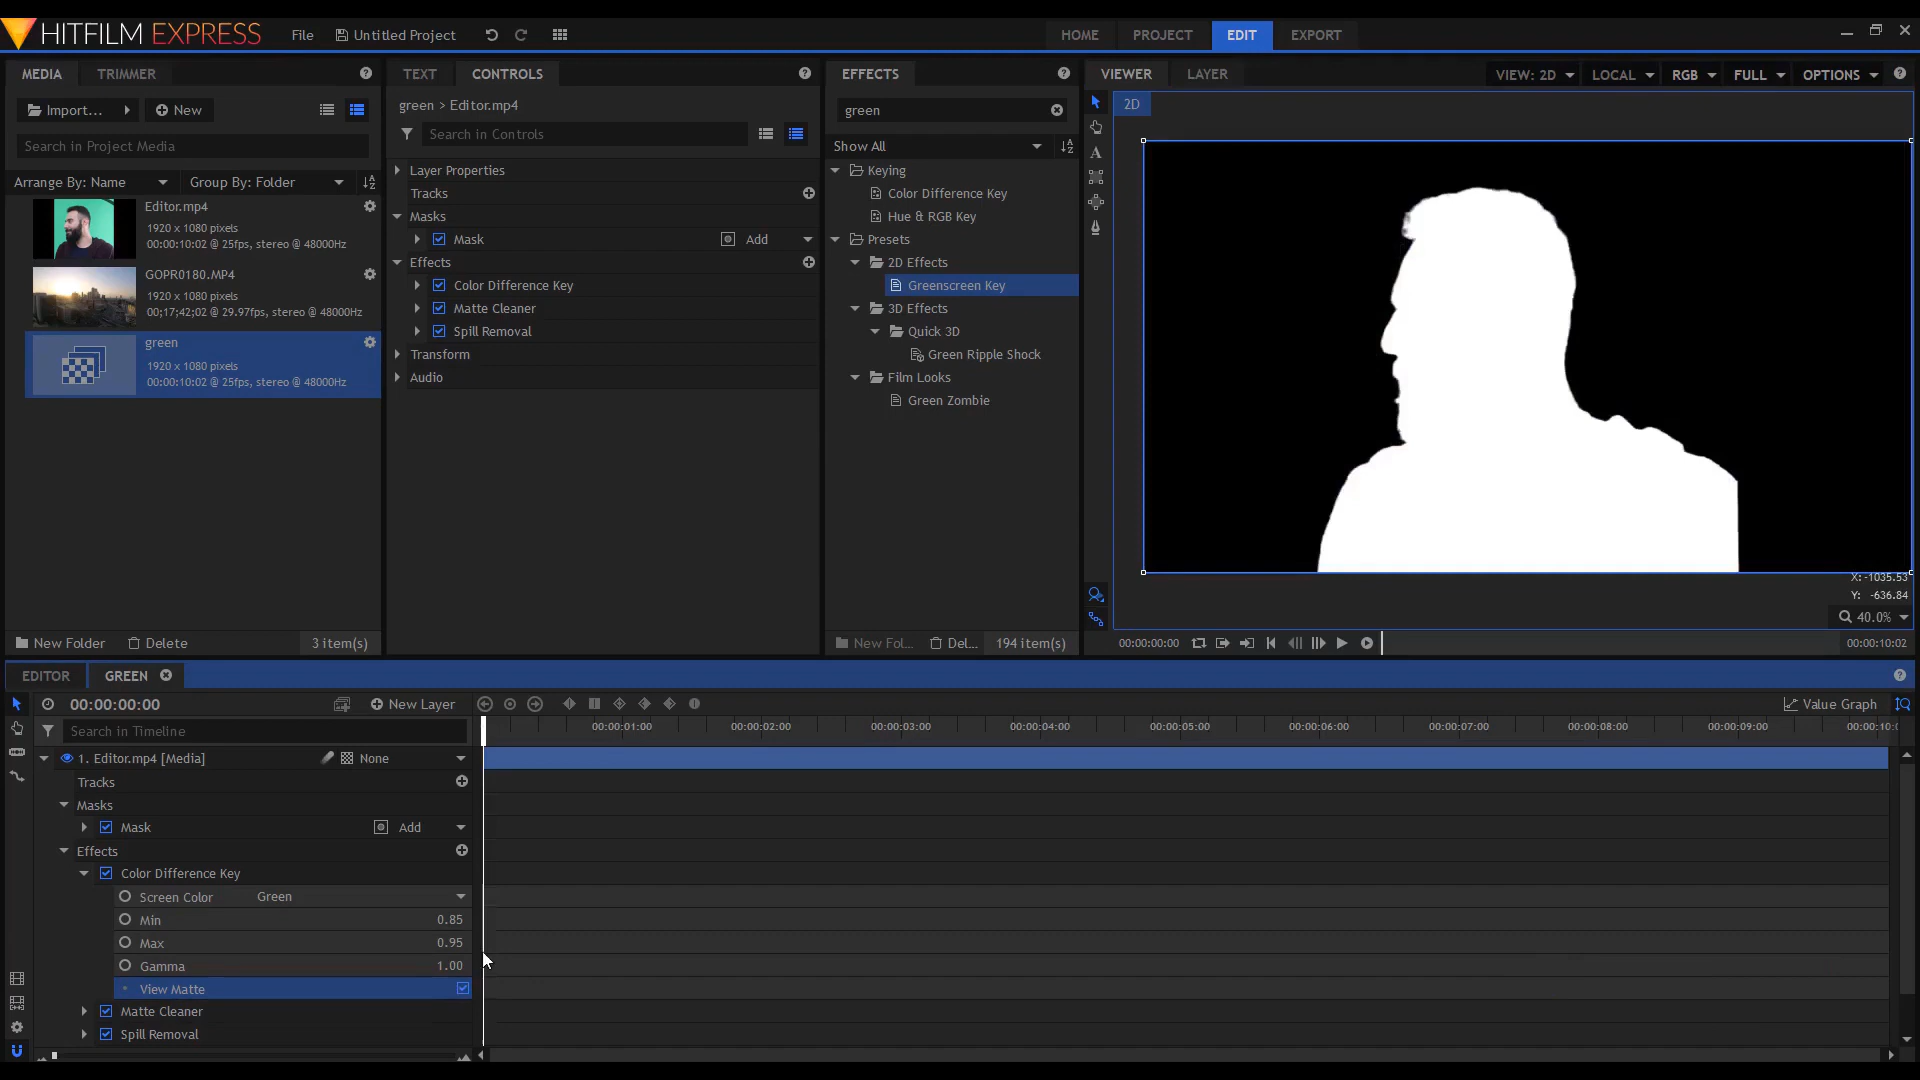 HITFILM EXPRESS
File
Untitled Project
HOME
PROJECT
EDIT
EXPORT
MEDIA
TRIMMER
Import...
New
Search in Project Media
Arrange By: Name
Group By: Folder
Editor.mp4
1920 x 1080 pixels
00:00:10:02 @ 25fps, stereo @ 48000Hz
GOPR0180.MP4
1920 x 1080 pixels
00;17;42;02 @ 29.97fps, stereo @ 48000Hz
green
1920 x 1080 pixels
00:00:10:02 @ 25fps, stereo @ 48000Hz
New Folder
Delete
3 item(s)
TEXT
CONTROLS
green > Editor.mp4
Search in Controls
Layer Properties
Tracks
Masks
Mask
Add
Effects
Color Difference Key
Matte Cleaner
Spill Removal
Transform
Audio
EFFECTS
green
Show All
Keying
Color Difference Key
Hue & RGB Key
Presets
2D Effects
Greenscreen Key
3D Effects
Quick 3D
Green Ripple Shock
Film Looks
Green Zombie
New Fol...
Del...
194 item(s)
VIEWER
LAYER
VIEW: 2D
LOCAL
RGB
FULL
OPTIONS
2D
A
X: -1035.53
Y: -636.84
40.0%
00:00:00:00
00:00:10:02
EDITOR
GREEN
00:00:00:00
New Layer
Value Graph
Search in Timeline
00:00:01:00
00:00:02:00
00:00:03:00
00:00:04:00
00:00:05:00
00:00:06:00
00:00:07:00
00:00:08:00
00:00:09:00
00:00:10:0
1. Editor.mp4 [Media]
None
Tracks
Masks
Mask
Add
Effects
Color Difference Key
Screen Color Green
Min 0.85
Max 0.95
Gamma 1.00
View Matte
Matte Cleaner
Spill Removal